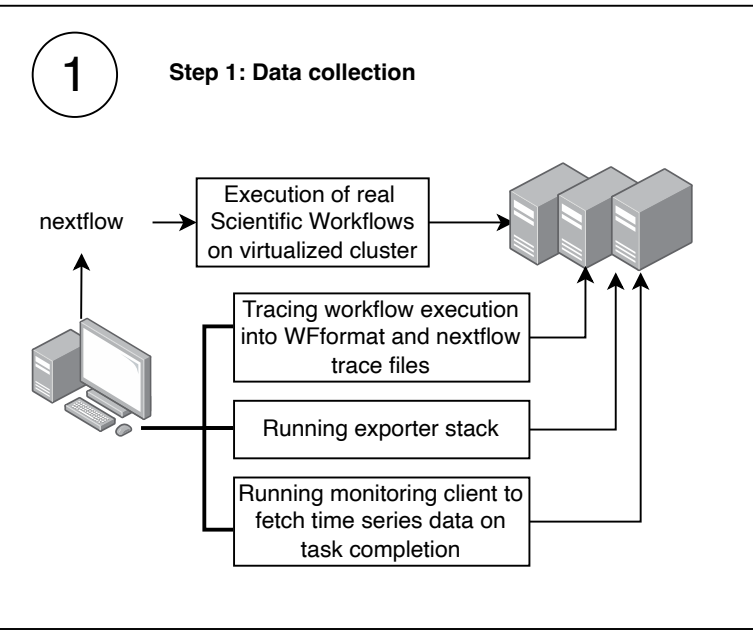 1
Step 1: Data collection
nextflow
Execution of real
Scientific Workflows
on virtualized cluster
Tracing workflow execution
into WFformat and nextflow
trace files
Running exporter stack
Running monitoring client to
fetch time series data on
task completion